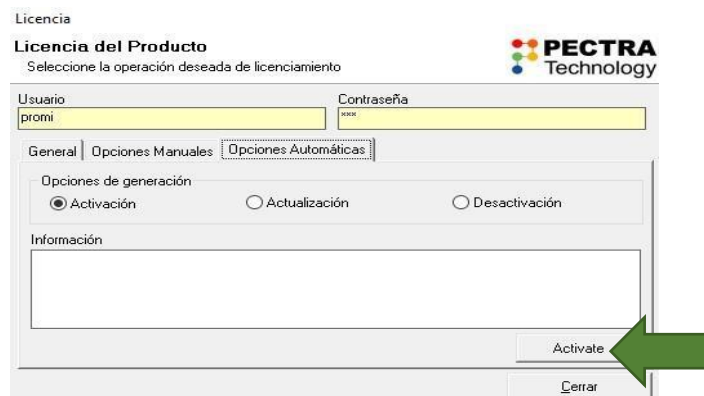 Licencia
Licencia del Producto
Seleccione la operación deseada de licenciamiento
PECTRA
Technology
Usuario
Contraseña
promi
×××
General
Opciones Manuales
Opciones Automáticas
Opciones de generación
Activación
Actualización
Desactivación
Información
Activate
Cerrar